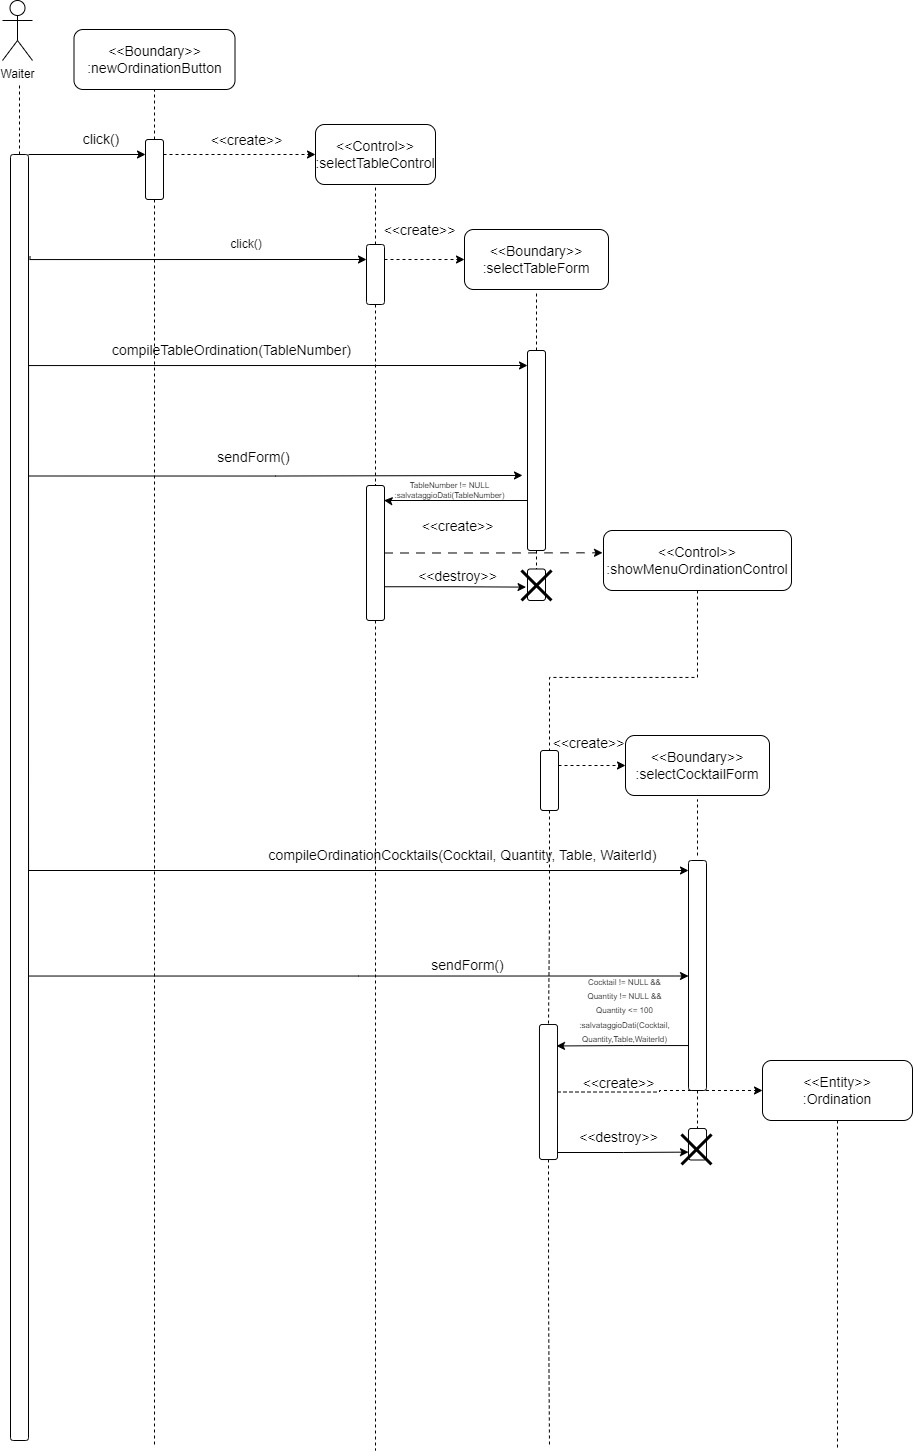 Waiter
<<Boundary>>
:newOrdinationButton
click()
<<create>>
<<Control>>
:selectTableControl
click()
<<create>>
<<Boundary>>
:selectTableForm
compileTableOrdination(TableNumber)
sendForm()
TableNumber != NULL
:salvataggioDati(TableNumber)
<<create>>
<<Control>>
:showMenuOrdinationControl
<<destroy>>
<<create>>
<<Boundary>>
:selectCocktailForm
compileOrdinationCocktails(Cocktail, Quantity, Table, WaiterId)
sendForm()
Cocktail != NULL &&
Quantity != NULL &&
Quantity <= 100
:salvataggioDati(Cocktail,
Quantity,Table,WaiterId)
<<create>>
<<Entity>>
:Ordination
<<destroy>>